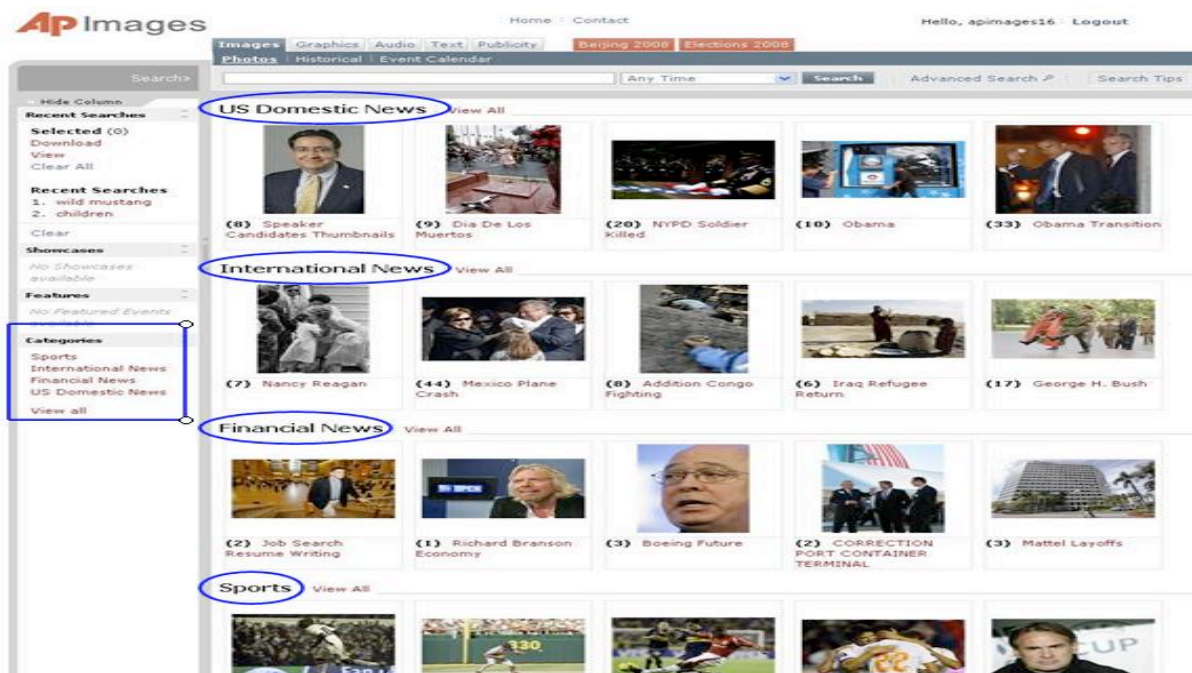 AP Images
Home Contact
Hello, apimages16 Logout
Images Graphics Audio Text Publicity Beijing 2008 Elections 2008
Photos Historical Event Calendar
Search>
Any Time Search Advanced Search Search Tips
Hide Column
Recent Searches
Selected (0)
Download
View
Clear All
Recent Searches
1. wild mustang
2. children
Clear
Showcases
No Showcases
available
Features
No Featured Events
available
Categories
Sports
International News
Financial News
US Domestic News
View all
US Domestic News View All
(8) Speaker
Candidates Thumbnails
(9) Dia De Los
Muertos
(20) NYPD Soldier
Killed
(10) Obama
(33) Obama Transition
International News View All
(7) Nancy Reagan
(44) Mexico Plane
Crash
(8) Addition Congo
Fighting
(6) Iraq Refugee
Return
(17) George H. Bush
Financial News View All
(2) Job Search
Resume Writing
(1) Richard Branson
Economy
(3) Boeing Future
(2) CORRECTION
PORT CONTAINER
TERMINAL
(3) Mattel Layoffs
Sports View All
330
22
CUP